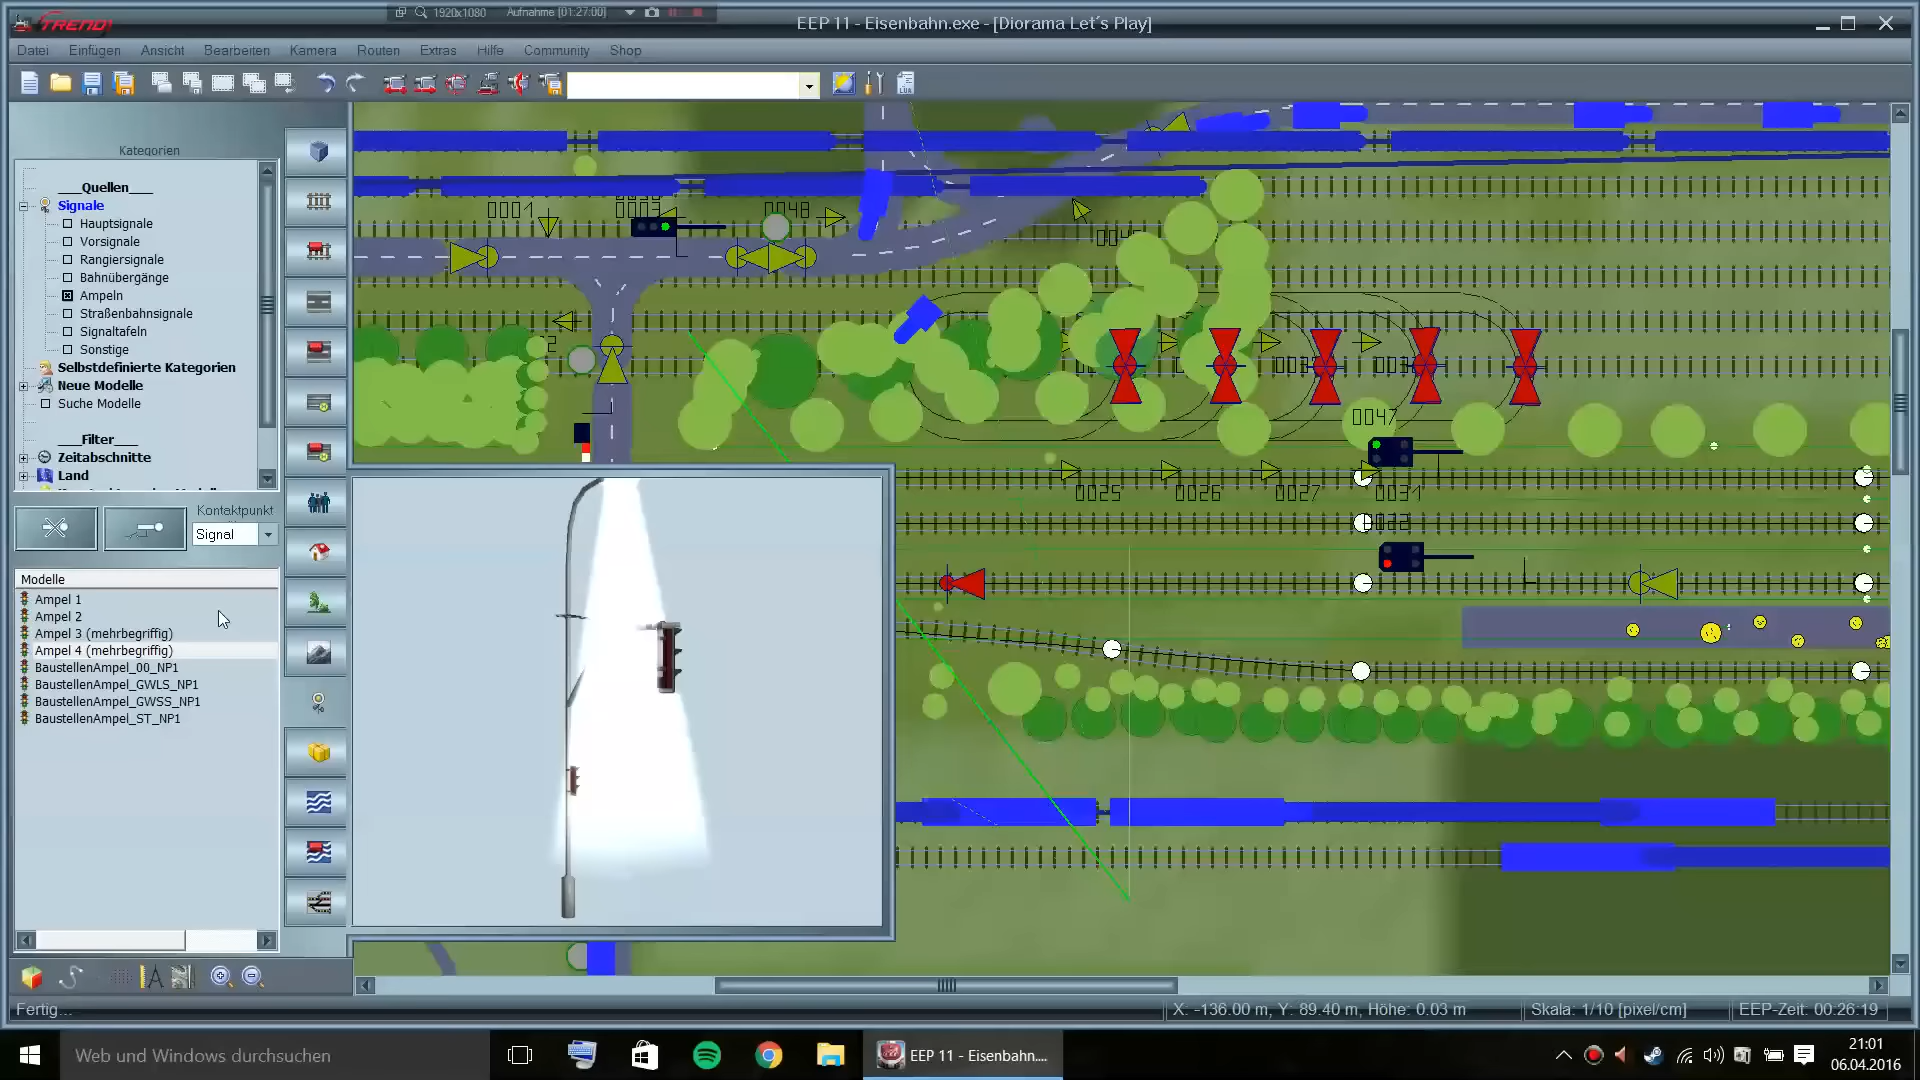 1920x1080 Aufnahme [01:27.00]
TREND
EEP 11 - Eisenbahn.exe - [Diorama Let´s Play]
Datei Einfügen Ansicht Bearbeiten Kamera Routen Extras Hilfe Community Shop
LUA
Kategorien
___Quellen___
Signale
Hauptsignale
Vorsignale
Rangiersignale
Bahnübergänge
Ampeln
Straßenbahnsignale
Signaltafeln
Sonstige
Selbstdefinierte Kategorien
Neue Modelle
Suche Modelle
___Filter___
Zeitabschnitte
Land
Kontaktpunkt
Signal
Modelle
Ampel 1
Ampel 2
Ampel 3 (mehrbegriffig)
Ampel 4 (mehrbegriffig)
BaustellenAmpel_00_NP1
BaustellenAmpel_GWLS_NP1
BaustellenAmpel_GWSS_NP1
BaustellenAmpel_ST_NP1
0001
0048
0047
0025 0026 0027 0031
0022
Fertig...
X: -136.00 m, Y: 89.40 m, Höhe: 0.03 m
Skala: 1/10 [pixel/cm]
EEP-Zeit: 00:26:19
Web und Windows durchsuchen
EEP 11 - Eisenbahn....
21:01
06.04.2016